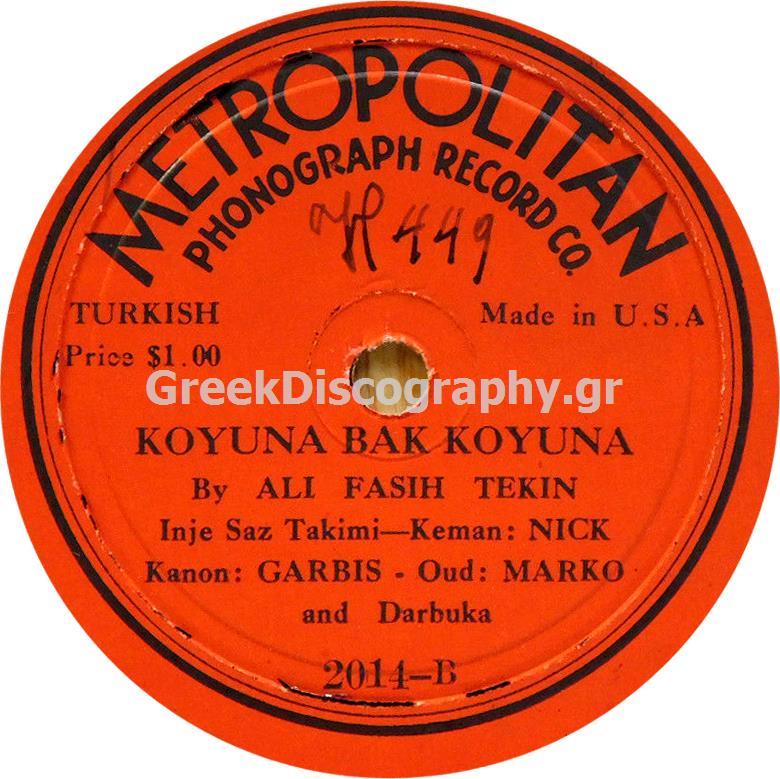 METROPOLITAN
PHONOGRAPH RECORD CO.
H 449
TURKISH
Made in U.S.A
Price $1.00
GreekDiscography.gr
KOYUNA BAK KOYUNA
By ALI FASIH TEKIN
Inje Saz Takimi—Keman: NICK
Kanon: GARBIS - Oud: MARKO
and Darbuka
2014-B